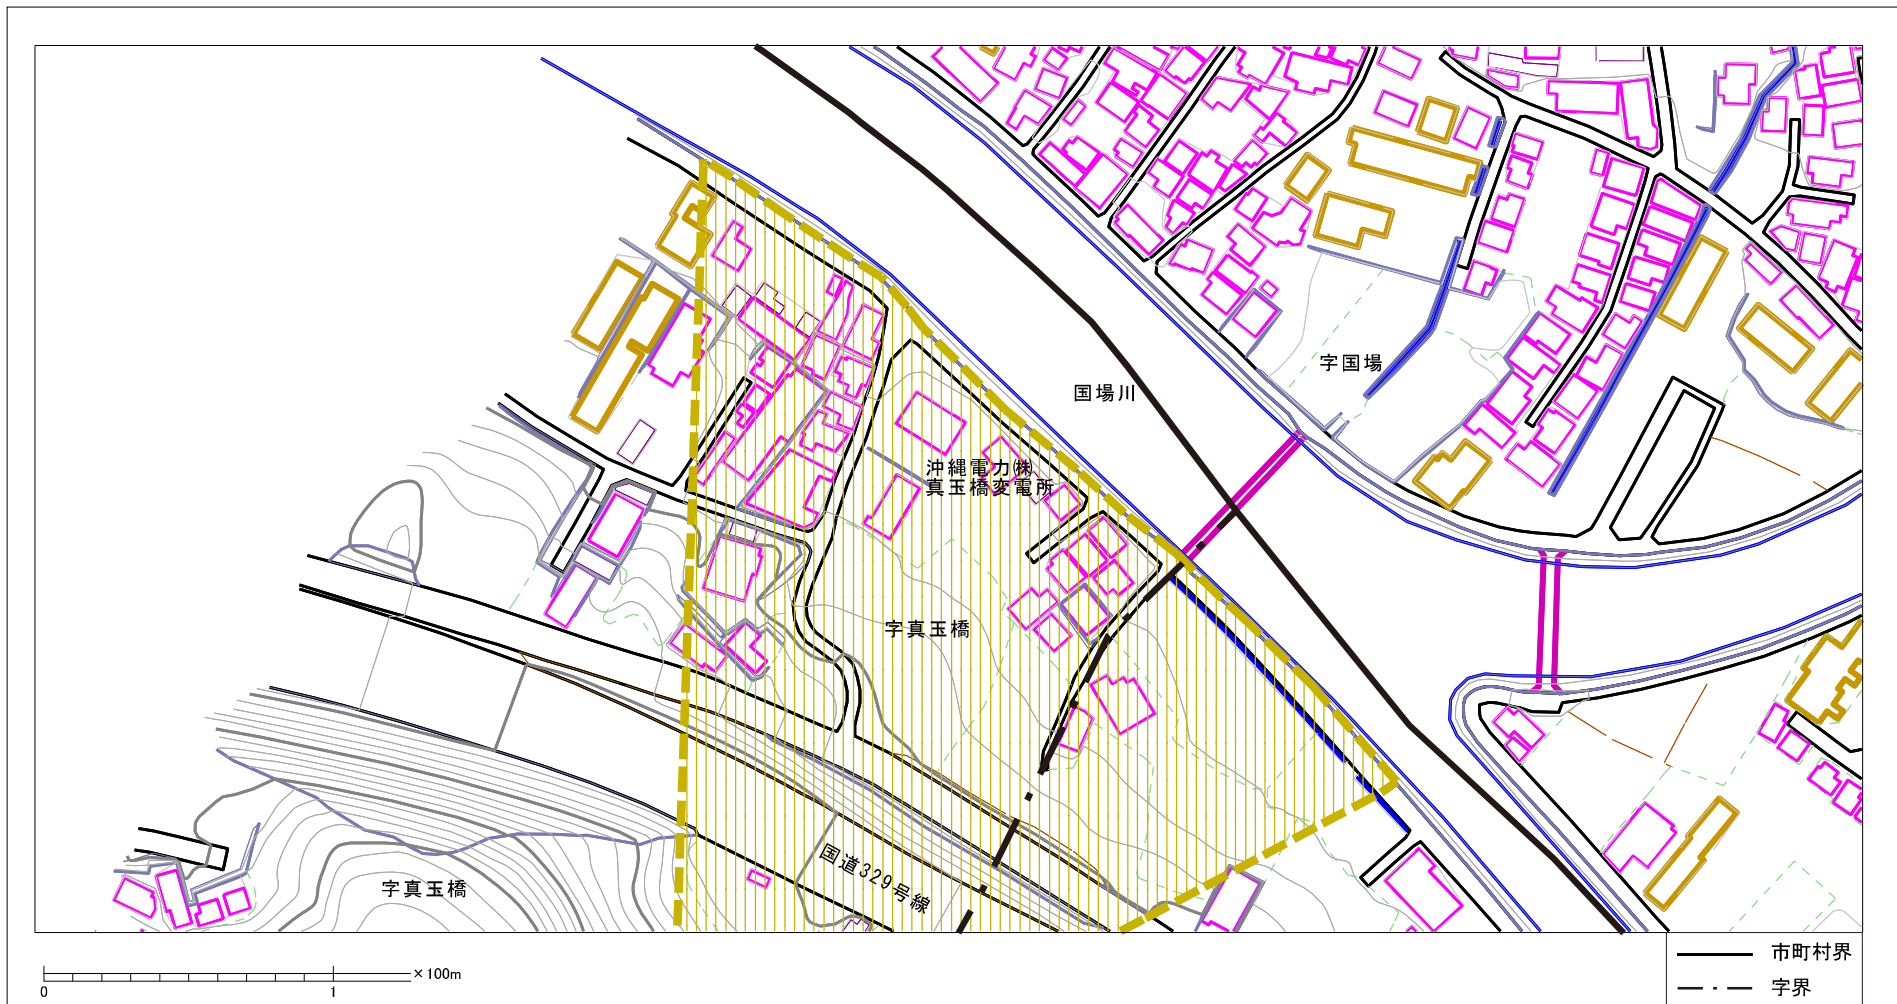 字国場
国場川
沖縄電力㈱
真玉橋変電所
字真玉橋
国道329号線
字真玉橋
市町村界
字界
×100m
0 1